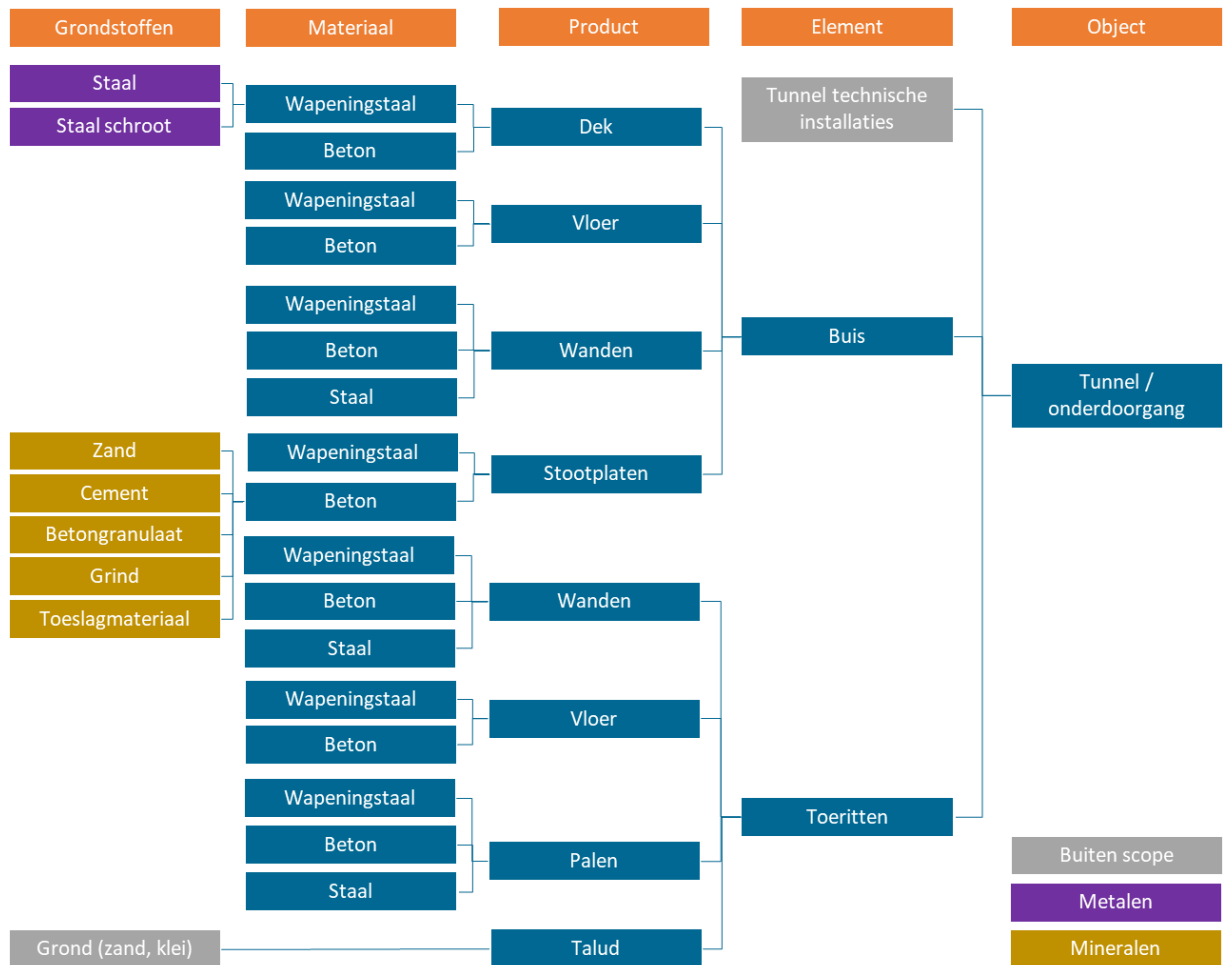 Grondstoffen
Materiaal
Product
Element
Object
Staal
Staal schroot
Wapeningstaal
Beton
Dek
Tunnel technische
installaties
Wapeningstaal
Beton
Vloer
Wapeningstaal
Beton
Staal
Wanden
Buis
Tunnel /
onderdoorgang
Zand
Cement
Betongranulaat
Grind
Toeslagmateriaal
Wapeningstaal
Beton
Stootplaten
Wapeningstaal
Beton
Staal
Wanden
Wapeningstaal
Beton
Vloer
Wapeningstaal
Beton
Staal
Palen
Toeritten
Grond (zand, klei)
Talud
Buiten scope
Metalen
Mineralen